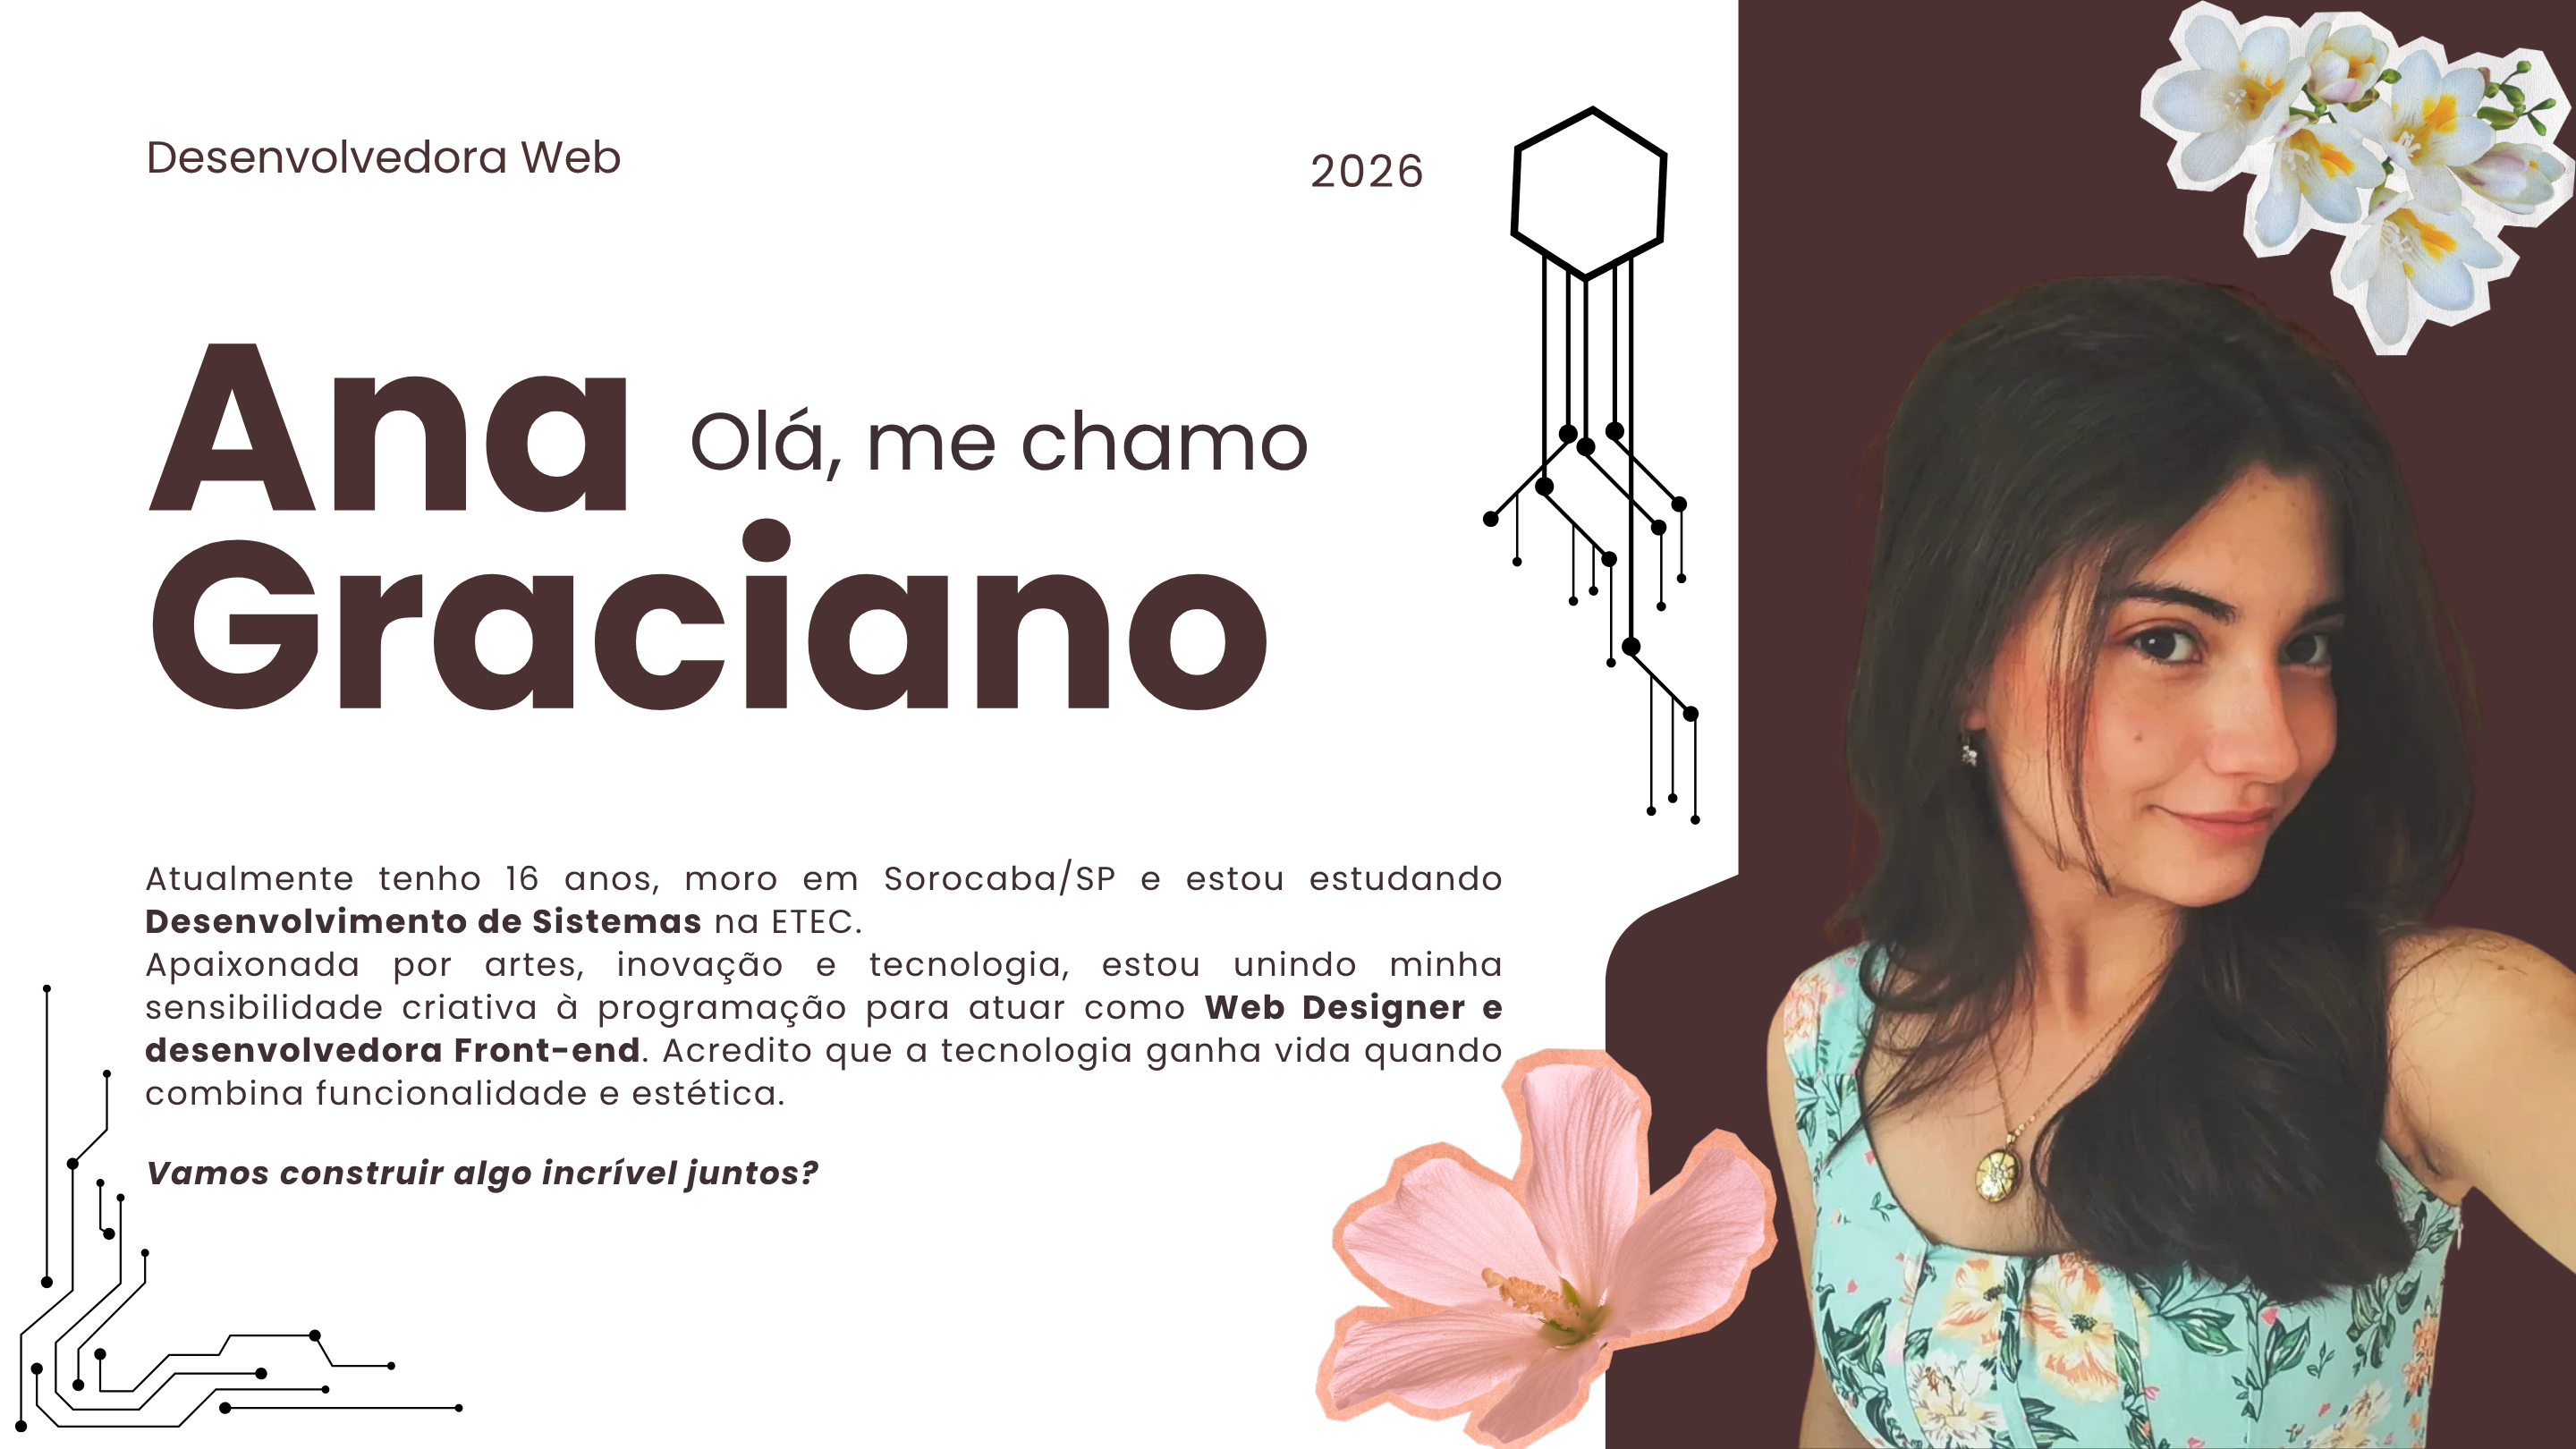 Desenvolvedora Web
2026
Ana
Olá, me chamo
Graciano
Atualmente tenho 16 anos, moro em Sorocaba/SP e estou estudando
Desenvolvimento de Sistemas na ETEC.
Apaixonada por artes, inovação e tecnologia, estou unindo minha
sensibilidade criativa à programação para atuar como Web Designer e
desenvolvedora Front-end. Acredito que a tecnologia ganha vida quando
combina funcionalidade e estética.
Vamos construir algo incrível juntos?